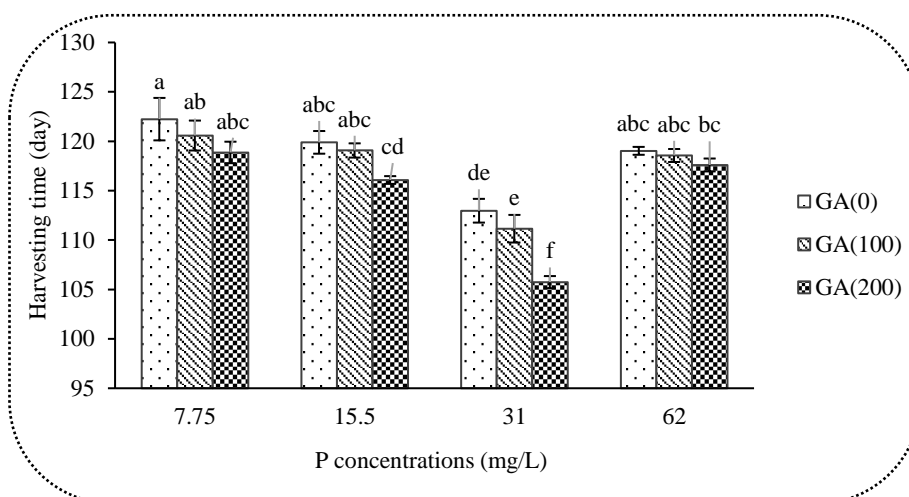 130
125
120
115
110
105
100
95
Harvesting time (day)
a
ab
abc
abc
abc
cd
de
e
f
abc
abc
bc
GA(0)
GA(100)
GA(200)
7.75
15.5
31
62
P concentrations (mg/L)